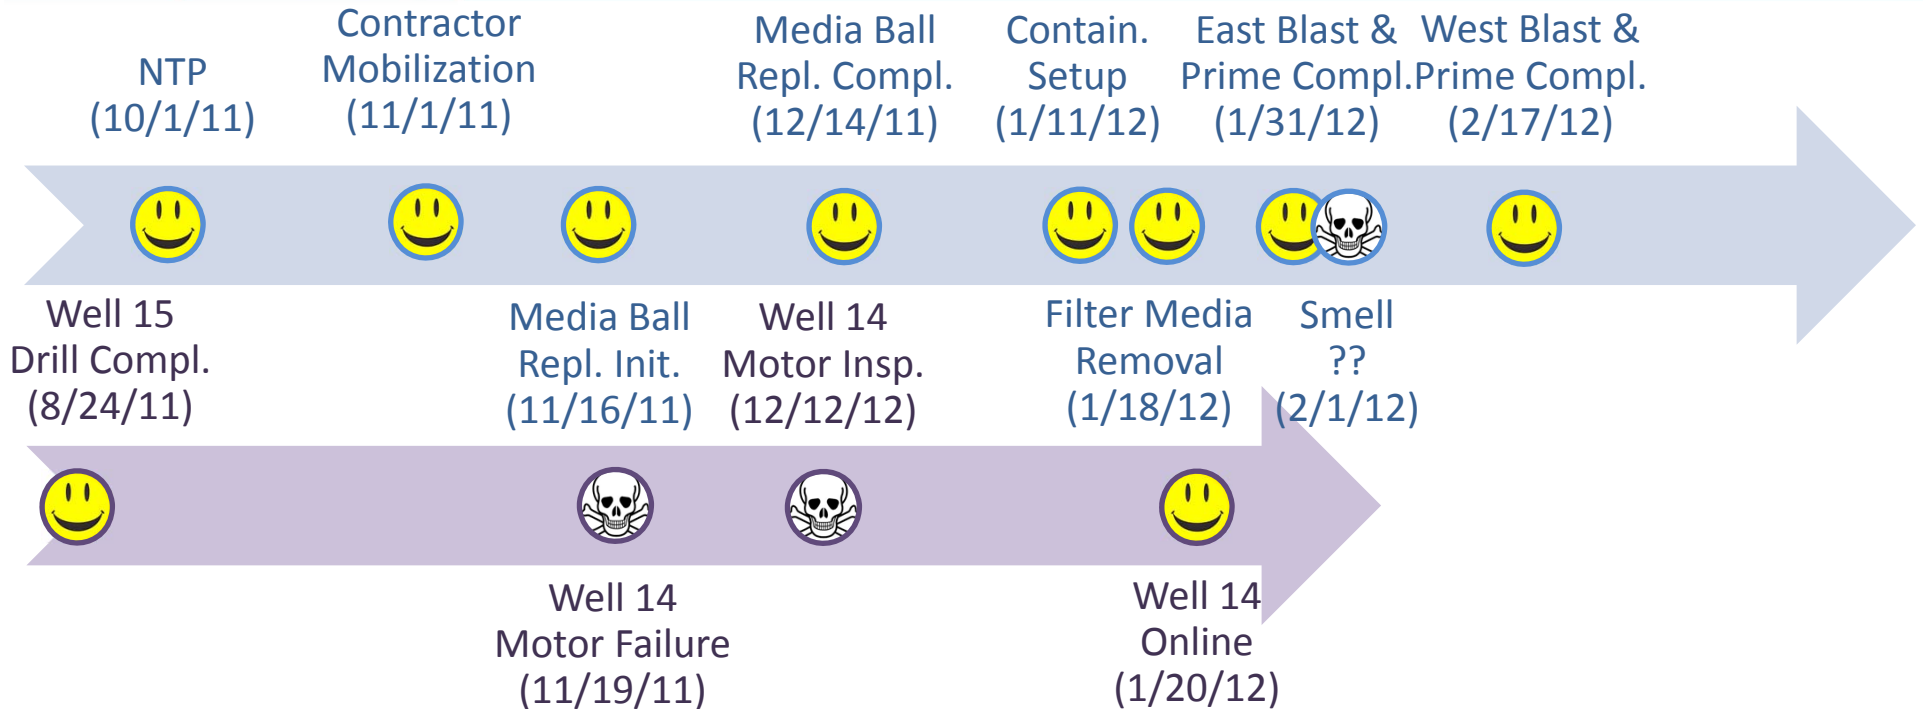 NTP
(10/1/11)
Contractor
Mobilization
(11/1/11)
Media Ball
Repl. Compl.
(12/14/11)
Contain.
Setup
(1/11/12)
East Blast &
Prime Compl.
(1/31/12)
West Blast &
Prime Compl.
(2/17/12)
Well 15
Drill Compl.
(8/24/11)
Media Ball
Repl. Init.
(11/16/11)
Well 14
Motor Insp.
(12/12/12)
Filter Media
Removal
(1/18/12)
Smell
??
(2/1/12)
Well 14
Motor Failure
(11/19/11)
Well 14
Online
(1/20/12)